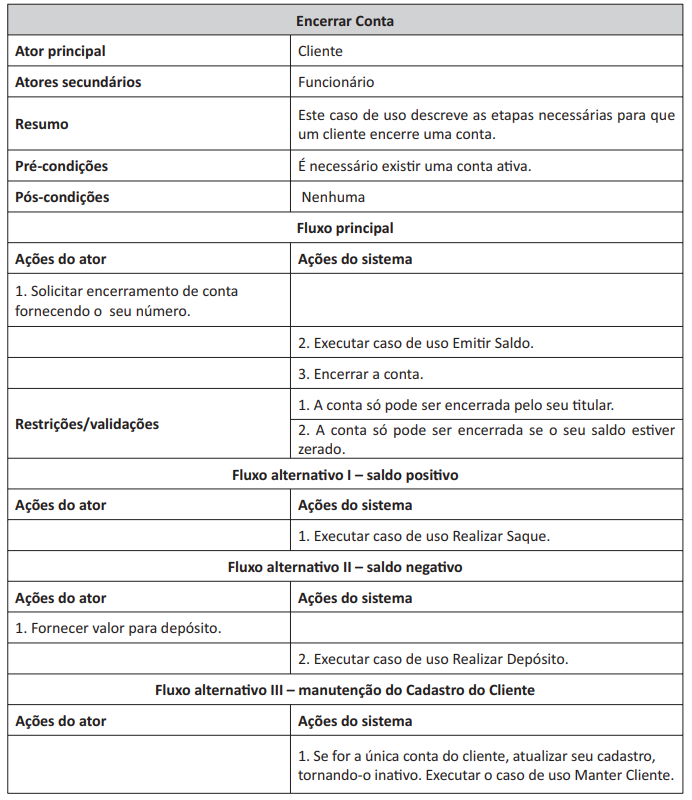 Encerrar Conta
Ator principal
Cliente
Atores secundários
Funcionário
Resumo
Este caso de uso descreve as etapas necessárias para que
um cliente encerre uma conta.
Pré-condições
É necessário existir uma conta ativa.
Pós-condições
Nenhuma
Fluxo principal
Ações do ator
Ações do sistema
1. Solicitar encerramento de conta
fornecendo o seu número.
2. Executar caso de uso Emitir Saldo.
3. Encerrar a conta.
Restrições/validações
1. A conta só pode ser encerrada pelo seu titular.
2. A conta só pode ser encerrada se o seu saldo estiver
zerado.
Fluxo alternativo I – saldo positivo
Ações do ator
Ações do sistema
1. Executar caso de uso Realizar Saque.
Fluxo alternativo II – saldo negativo
Ações do ator
Ações do sistema
1. Fornecer valor para depósito.
2. Executar caso de uso Realizar Depósito.
Fluxo alternativo III – manutenção do Cadastro do Cliente
Ações do ator
Ações do sistema
1. Se for a única conta do cliente, atualizar seu cadastro,
tornando-o inativo. Executar o caso de uso Manter Cliente.